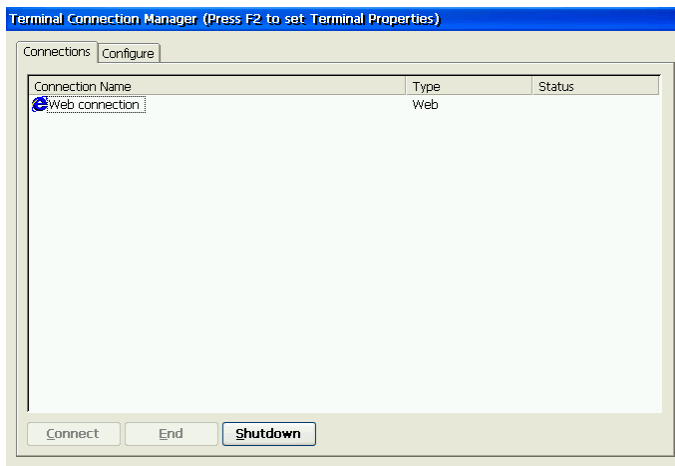 Terminal Connection Manager (Press F2 to set Terminal Properties)
Connections Configure
Connection Name Type Status
Web connection Web
Connect End Shutdown